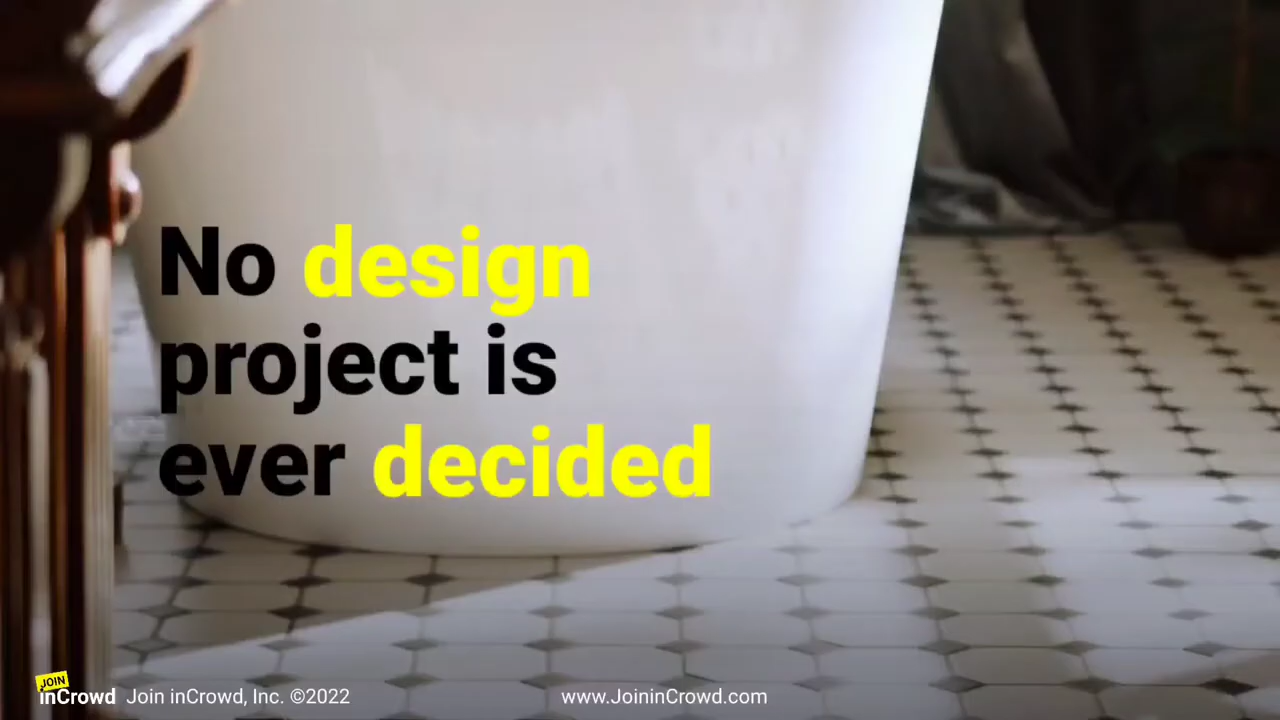 No design
project is
ever decided
JOIN
inCrowd Join inCrowd, Inc. ©2022
www.JoininCrowd.com